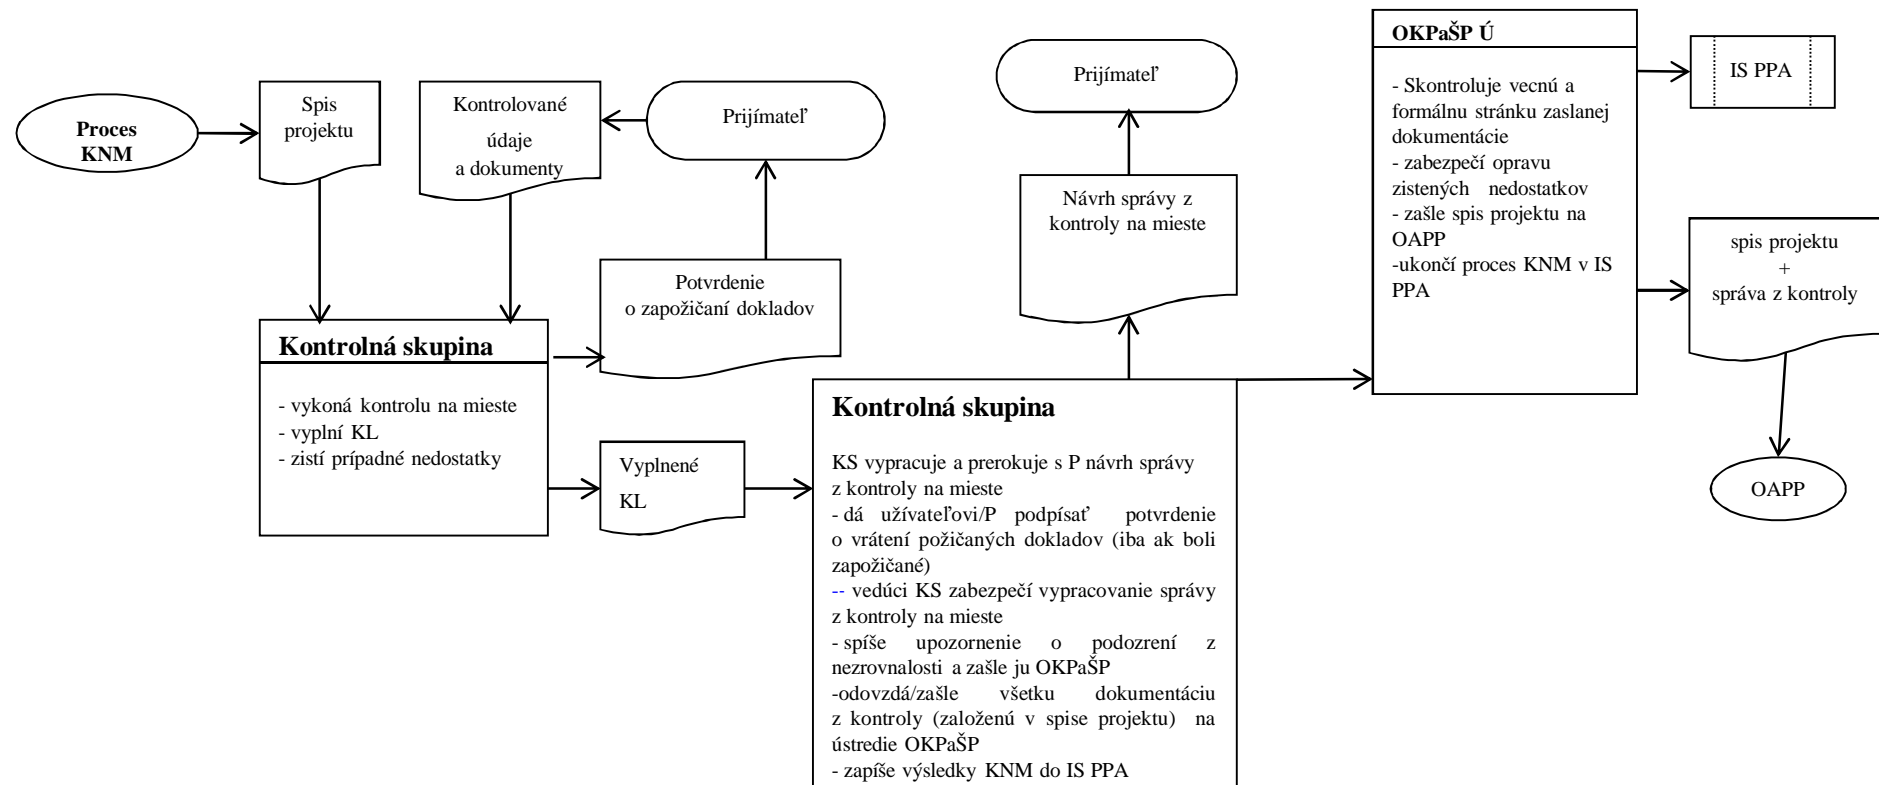 Proces
KNM
Spis
projektu
Kontrolované
údaje
a dokumenty
Prijímateľ
Potvrdenie
o zapožičaní dokladov
Kontrolná skupina
- vykoná kontrolu na mieste
- vyplní KL
- zistí prípadné nedostatky
Vyplnené
KL
Prijímateľ
Návrh správy z
kontroly na mieste
Kontrolná skupina
KS vypracuje a prerokuje s P návrh správy
z kontroly na mieste
- dá užívateľovi/P podpísať potvrdenie
o vrátení požičaných dokladov (iba ak boli
zapožičané)
-- vedúci KS zabezpečí vypracovanie správy
z kontroly na mieste
- spíše upozornenie o podozrení z
nezrovnalosti a zašle ju OKPaŠP
-odovzdá/zašle všetku dokumentáciu
z kontroly (založenú v spise projektu) na
ústredie OKPaŠP
- zapíše výsledky KNM do IS PPA
OKPaŠP Ú
- Skontroluje vecnú a
formálnu stránku zaslanej
dokumentácie
- zabezpečí opravu
zistených nedostatkov
- zašle spis projektu na
OAPP
-ukončí proces KNM v IS
PPA
IS PPA
spis projektu
+
správa z kontroly
OAPP